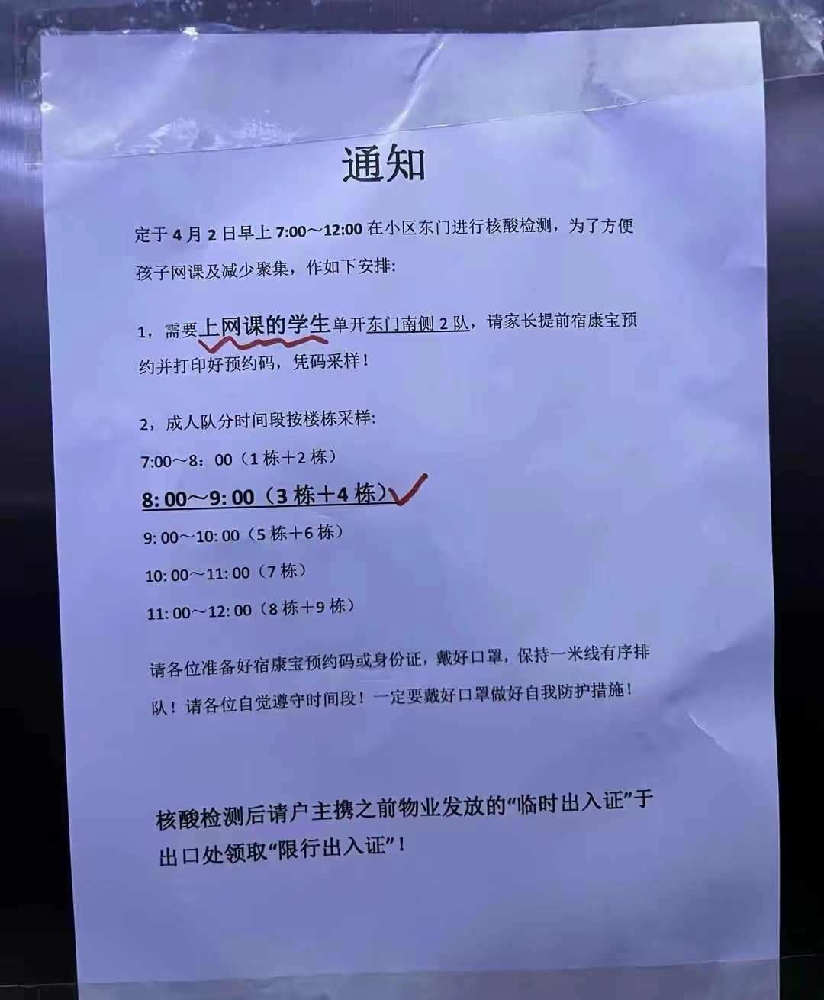 通知
定于 4 月 2 日早上 7:00～12:00 在小区东门进行核酸检测，为了方便
孩子网课及减少聚集，作如下安排:
1，需要上网课的学生单开东门南侧 2 队，请家长提前宿康宝预
约并打印好预约码，凭码采样！
2，成人队分时间段按楼栋采样:
7:00～8：00（1 栋＋2 栋）
8: 00～9: 00（3 栋＋4 栋）
9: 00～10: 00（5 栋＋6 栋）
10: 00～11: 00（7 栋）
11: 00～12: 00（8 栋＋9 栋）
请各位准备好宿康宝预约码或身份证，戴好口罩，保持一米线有序排
队！请各位自觉遵守时间段！一定要戴好口罩做好自我防护措施！
核酸检测后请户主携之前物业发放的“临时出入证”于
出口处领取“限行出入证”！